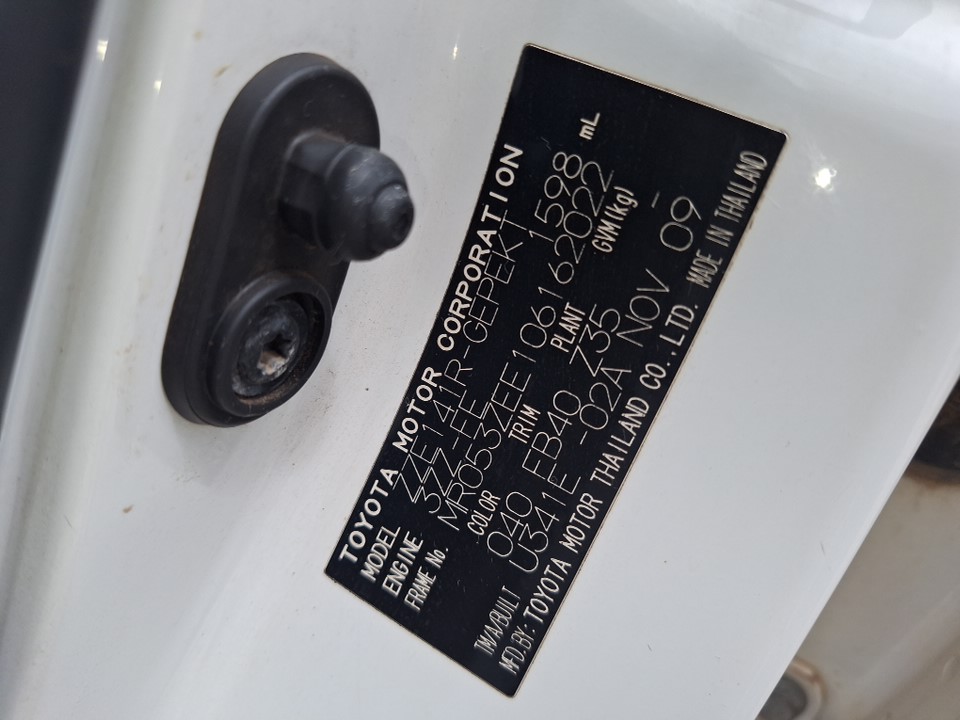 TOYOTA MOTOR CORPORATION
MODEL ZZE141R-GEPEKT
ENGINE 3ZZ-FE 1598 mL
FRAME No. MR053ZEE106162022
COLOR TRIM PLANT GVM(kg)
040 FB40 Z35
TM/A/BUILT U341E -02A NOV 09
MFD.BY: TOYOTA MOTOR THAILAND CO.,LTD. MADE IN THAILAND